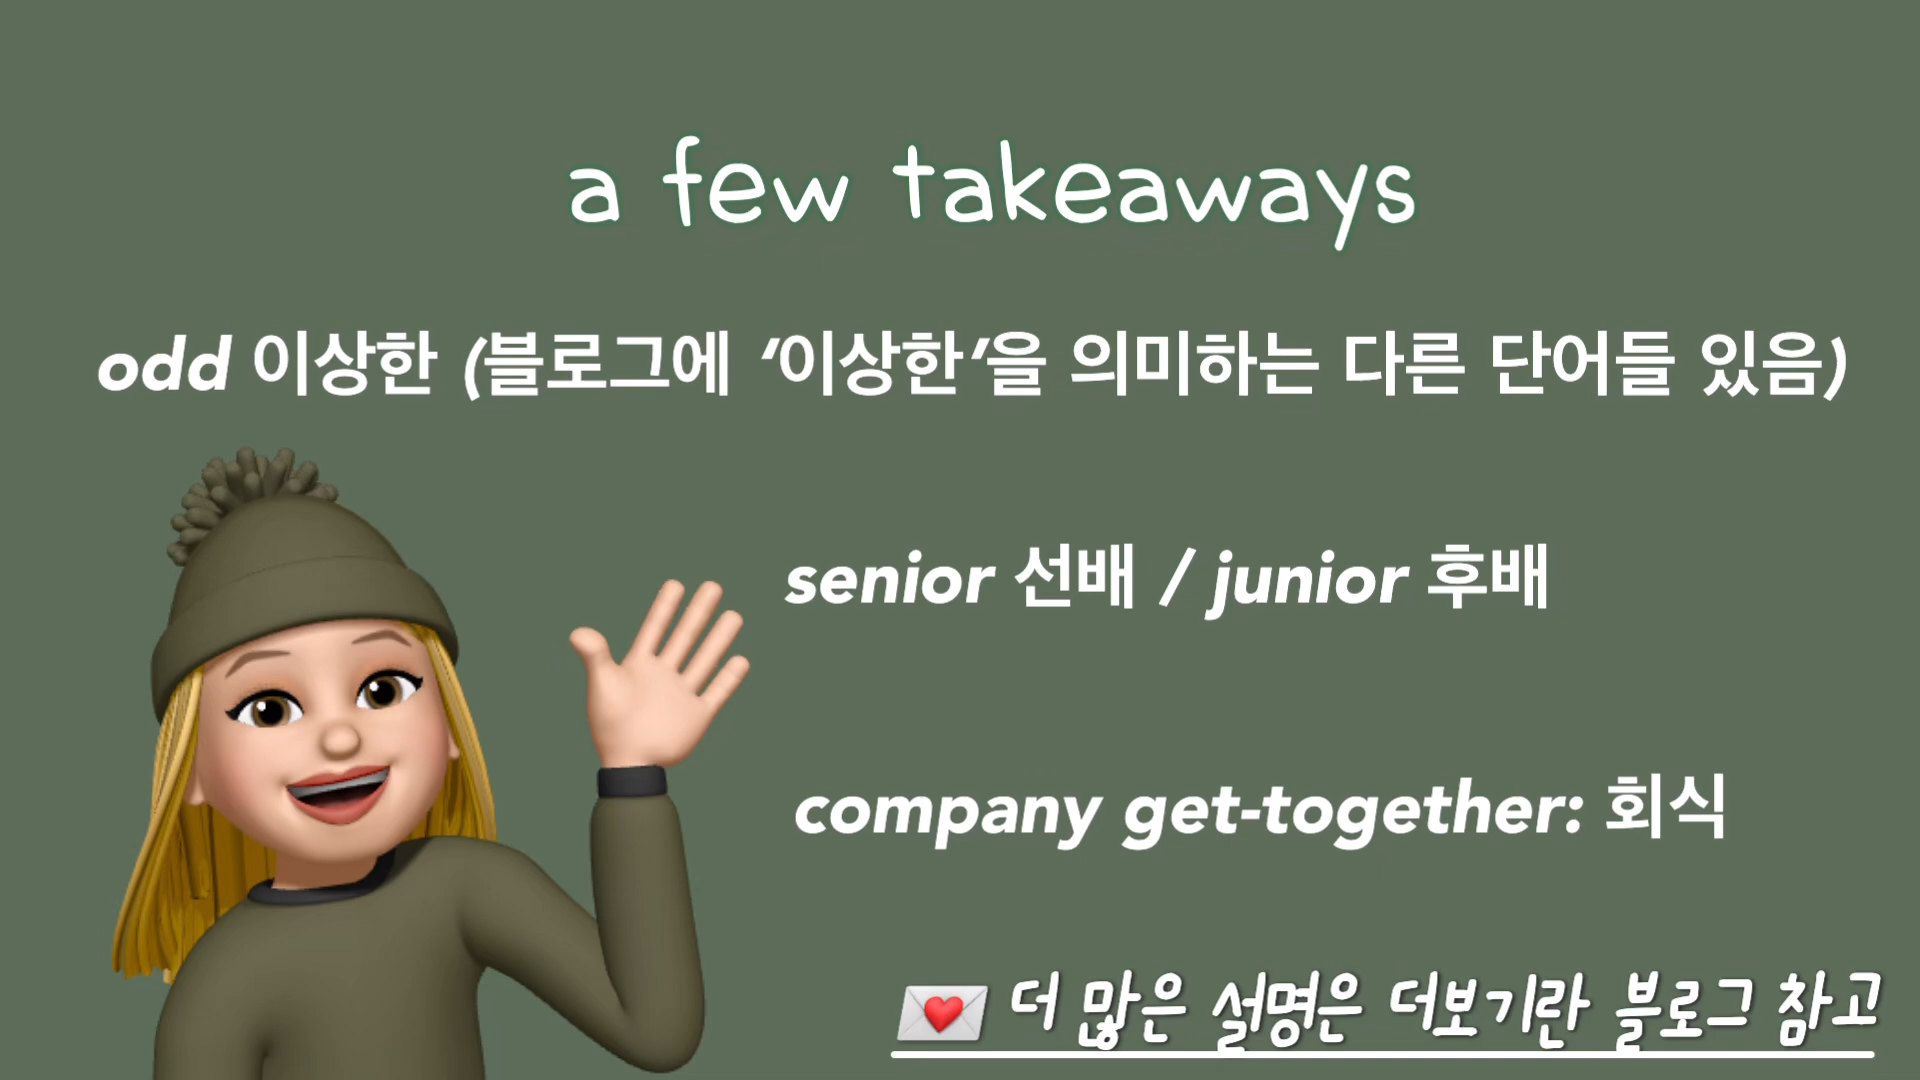 a few takeaways
odd 이상한 (블로그에 ‘이상한’을 의미하는 다른 단어들 있음)
senior 선배 / junior 후배
company get-together: 회식
더 많은 설명은 더보기란 블로그 참고